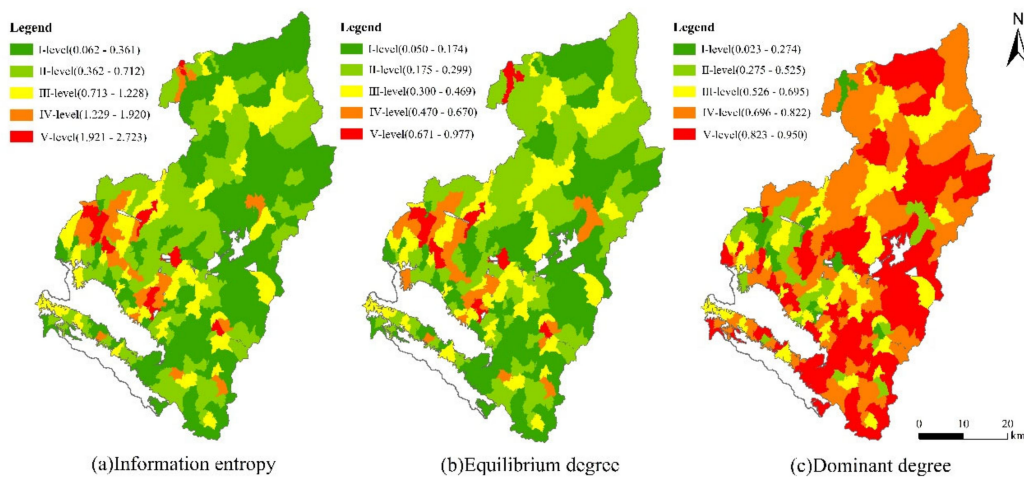 Legend
I-level(0.062 - 0.361)
II-level(0.362 - 0.712)
III-level(0.713 - 1.228)
IV-level(1.229 - 1.920)
V-level(1.921 - 2.723)
(a)Information entropy
Legend
I-level(0.050 - 0.174)
II-level(0.175 - 0.299)
III-level(0.300 - 0.469)
IV-level(0.470 - 0.670)
V-level(0.671 - 0.977)
(b)Equilibrium degree
Legend
I-level(0.023 - 0.274)
II-level(0.275 - 0.525)
III-level(0.526 - 0.695)
IV-level(0.696 - 0.822)
V-level(0.823 - 0.950)
N
0 10 20
km
(c)Dominant degree